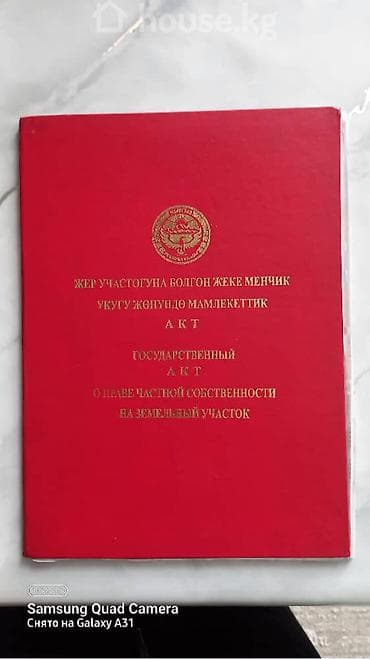 house.kg
ЖЕР УЧАСТОГУНА БОЛГОН ЖЕКЕ МЕНЧИК
УКУГУ ЖӨНҮНДӨ МАМЛЕКЕТТИК
АКТ
ГОСУДАРСТВЕННЫЙ
АКТ
О ПРАВЕ ЧАСТНОЙ СОБСТВЕННОСТИ
НА ЗЕМЕЛЬНЫЙ УЧАСТОК
Samsung Quad Camera
Снято на Galaxy A31